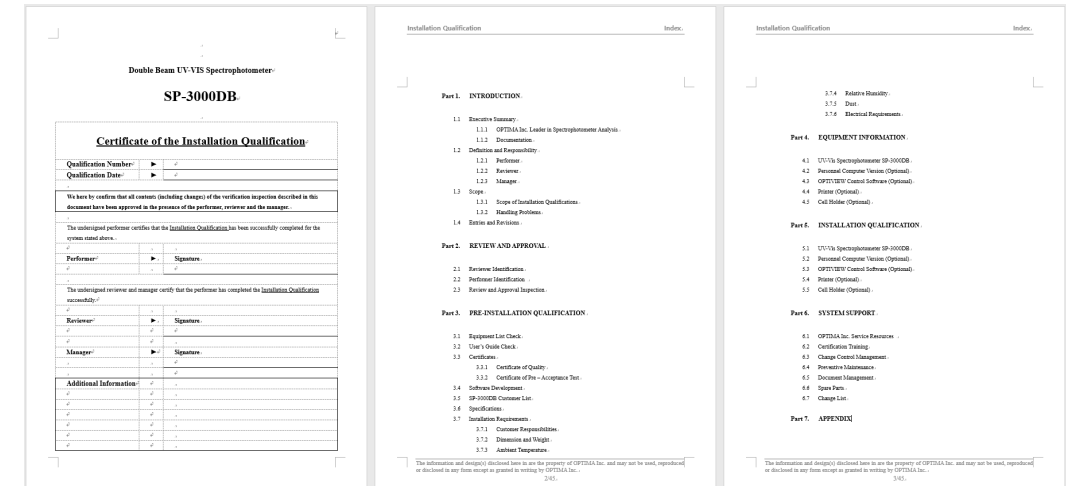 Double Beam UV-VIS Spectrophotometer
SP-3000DB
Certificate of the Installation Qualification
Qualification Number ►
Qualification Date ►
We here by confirm that all contents (including changes) of the verification inspection described in this
document have been approved in the presence of the performer, reviewer and the manager.
The undersigned performer certifies that the Installation Qualification has been successfully completed for the
system stated above.
Performer ► Signature
The undersigned reviewer and manager certify that the performer has completed the Installation Qualification
successfully.
Reviewer ► Signature
Manager ► Signature
Additional Information
Installation Qualification Index.
Part 1. INTRODUCTION
1.1 Executive Summary
1.1.1 OPTIMA Inc. Leader in Spectrophotometer Analysis
1.1.2 Documentation
1.2 Definition and Responsibility
1.2.1 Performer
1.2.2 Reviewer
1.2.3 Manager
1.3 Scope
1.3.1 Scope of Installation Qualifications
1.3.2 Handling Problems
1.4 Entries and Revisions
Part 2. REVIEW AND APPROVAL
2.1 Reviewer Identification
2.2 Performer Identification
2.3 Review and Approval Inspection
Part 3. PRE-INSTALLATION QUALIFICATION
3.1 Equipment List Check
3.2 User's Guide Check
3.3 Certificates
3.3.1 Certificate of Quality
3.3.2 Certificate of Pre – Acceptance Test
3.4 Software Development
3.5 SP-3000DB Customer List
3.6 Specifications
3.7 Installation Requirements
3.7.1 Customer Responsibilities
3.7.2 Dimension and Weight
3.7.3 Ambient Temperature
The information and design(s) disclosed here in are the property of OPTIMA Inc. and may not be used, reproduced
or disclosed in any form except as granted in writing by OPTIMA Inc.
2/45
Installation Qualification Index.
3.7.4 Relative Humidity
3.7.5 Dust
3.7.6 Electrical Requirements
Part 4. EQUIPMENT INFORMATION
4.1 UV-Vis Spectrophotometer SP-3000DB
4.2 Personnel Computer Version (Optional)
4.3 OPTIVIEW Control Software (Optional)
4.4 Printer (Optional)
4.5 Cell Holder (Optional)
Part 5. INSTALLATION QUALIFICATION
5.1 UV-Vis Spectrophotometer SP-3000DB
5.2 Personnel Computer Version (Optional)
5.3 OPTIVIEW Control Software (Optional)
5.4 Printer (Optional)
5.5 Cell Holder (Optional)
Part 6. SYSTEM SUPPORT
6.1 OPTIMA Inc. Service Resources
6.2 Certification Training
6.3 Change Control Management
6.4 Preventive Maintenance
6.5 Document Management
6.6 Spare Parts
6.7 Change List
Part 7. APPENDIX
The information and design(s) disclosed here in are the property of OPTIMA Inc. and may not be used, reproduced
or disclosed in any form except as granted in writing by OPTIMA Inc.
3/45